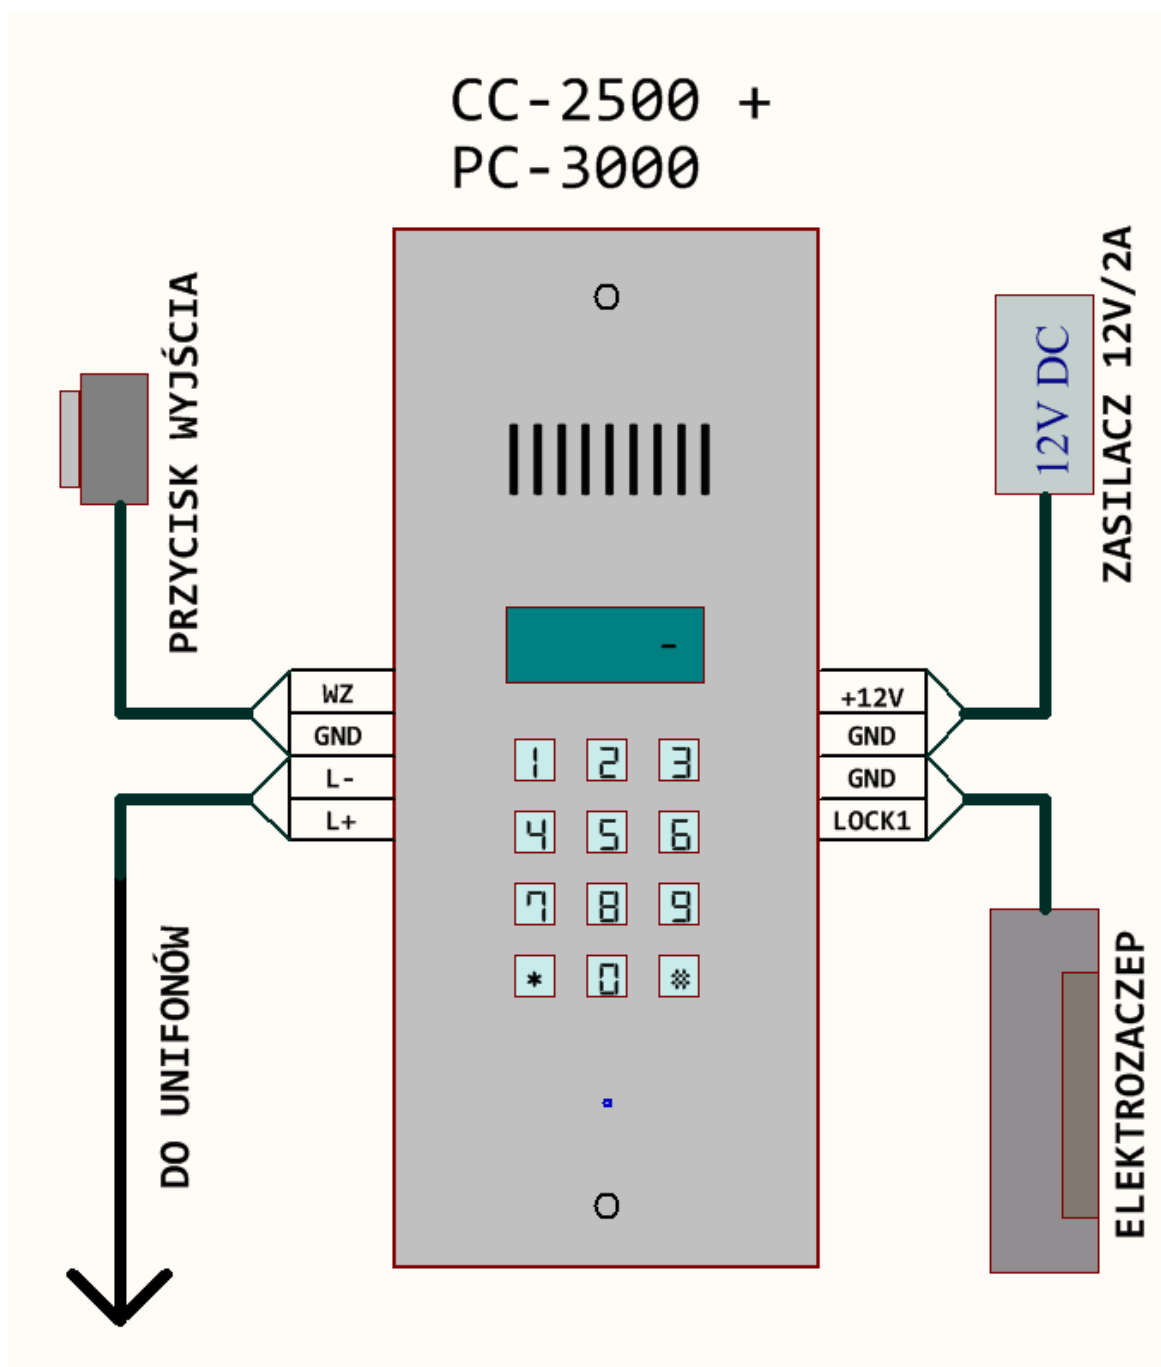 CC-2500 +
PC-3000
PRZYCISK WYJŚCIA
12V DC
ZASILACZ 12V/2A
-
WZ
GND
L-
L+
+12V
GND
GND
LOCK1
1 2 3
4 5 6
7 8 9
* 0 #
DO UNIFONÓW
ELEKTROZACZEP